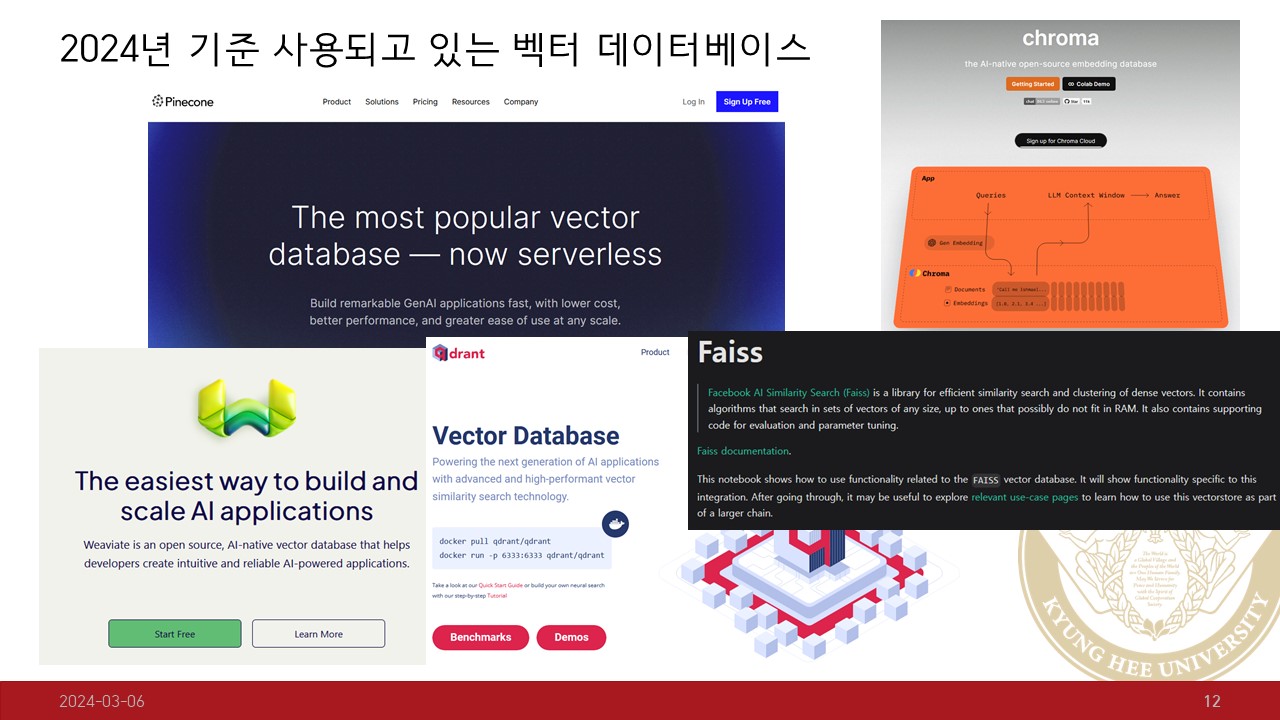 2024년 기준 사용되고 있는 벡터 데이터베이스
Pinecone
Product Solutions Pricing Resources Company
Log In Sign Up Free
The most popular vector
database — now serverless
Build remarkable GenAI applications fast, with lower cost,
better performance, and greater ease of use at any scale.
chroma
the AI-native open-source embedding database
Getting Started Colab Demo
chat Star 11k
Sign up for Chroma Cloud
App
Queries LLM Context Window Answer
Gen Embedding
Chroma
Documents
Embeddings
The easiest way to build and
scale AI applications
Weaviate is an open source, AI-native vector database that helps
developers create intuitive and reliable AI-powered applications.
Start Free Learn More
qdrant Product
Vector Database
Powering the next generation of AI applications
with advanced and high-performant vector
similarity search technology.
docker pull qdrant/qdrant
docker run -p 6333:6333 qdrant/qdrant
Take a look at our Quick Start Guide or build your own neural search
with our step-by-step Tutorial
Benchmarks Demos
Faiss
Facebook AI Similarity Search (Faiss) is a library for efficient similarity search and clustering of dense vectors. It contains
algorithms that search in sets of vectors of any size, up to ones that possibly do not fit in RAM. It also contains supporting
code for evaluation and parameter tuning.
Faiss documentation.
This notebook shows how to use functionality related to the FAISS vector database. It will show functionality specific to this
integration. After going through, it may be useful to explore relevant use-case pages to learn how to use this vectorstore as part
of a larger chain.
The World is
a Global Village and
the Peoples of the World
KYUNG HEE UNIVERSITY
2024-03-06
12